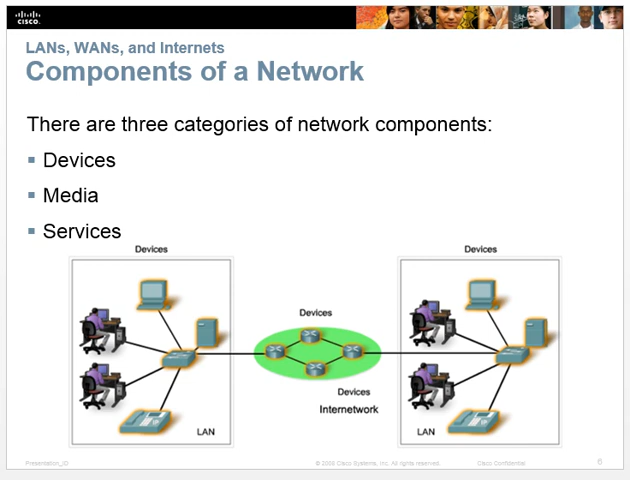 CISCO
LANs, WANs, and Internets
Components of a Network
There are three categories of network components:
▪ Devices
▪ Media
▪ Services
Devices
Devices
Devices
Devices
Internetwork
LAN
LAN
Presentation_ID
© 2008 Cisco Systems, Inc. All rights reserved.
Cisco Confidential
6